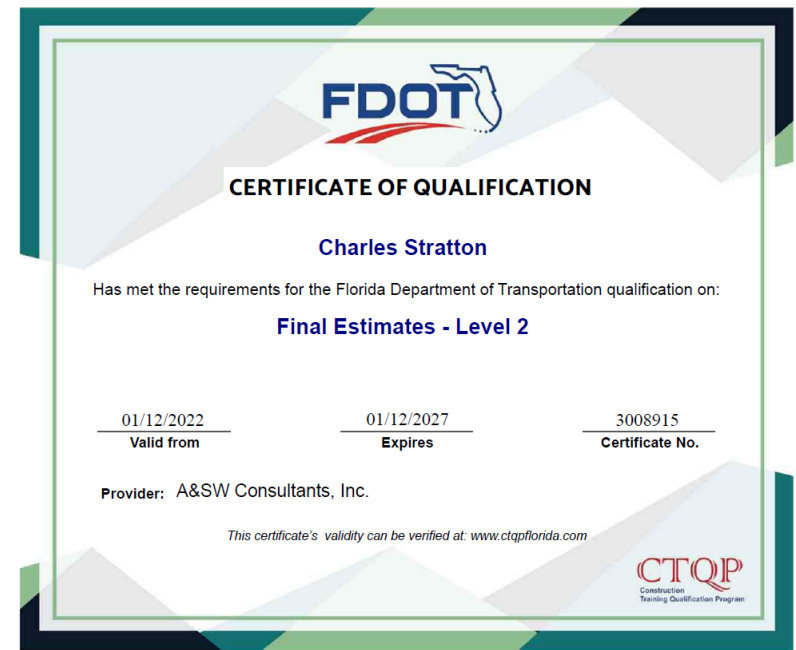 FDOT
CERTIFICATE OF QUALIFICATION
Charles Stratton
Has met the requirements for the Florida Department of Transportation qualification on:
Final Estimates - Level 2
01/12/2022 01/12/2027 3008915
Valid from Expires Certificate No.
Provider: A&SW Consultants, Inc.
This certificate's validity can be verified at: www.ctqpflorida.com
CTQP
Construction
Training Qualification Program